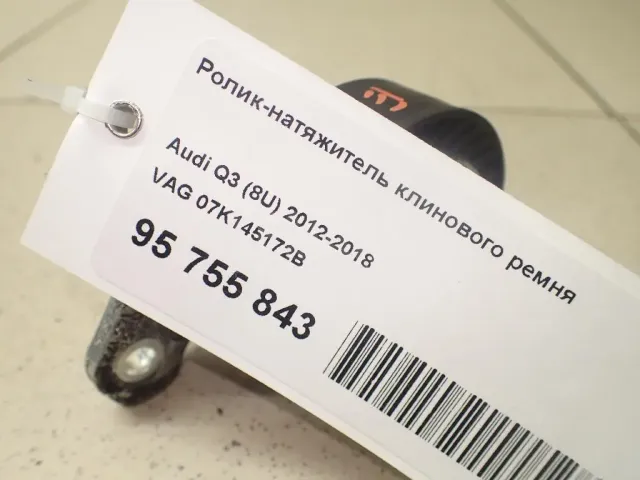 Ролик-натяжитель клинового ремня
Audi Q3 (8U) 2012-2018
VAG 07K145172B
95 755 843